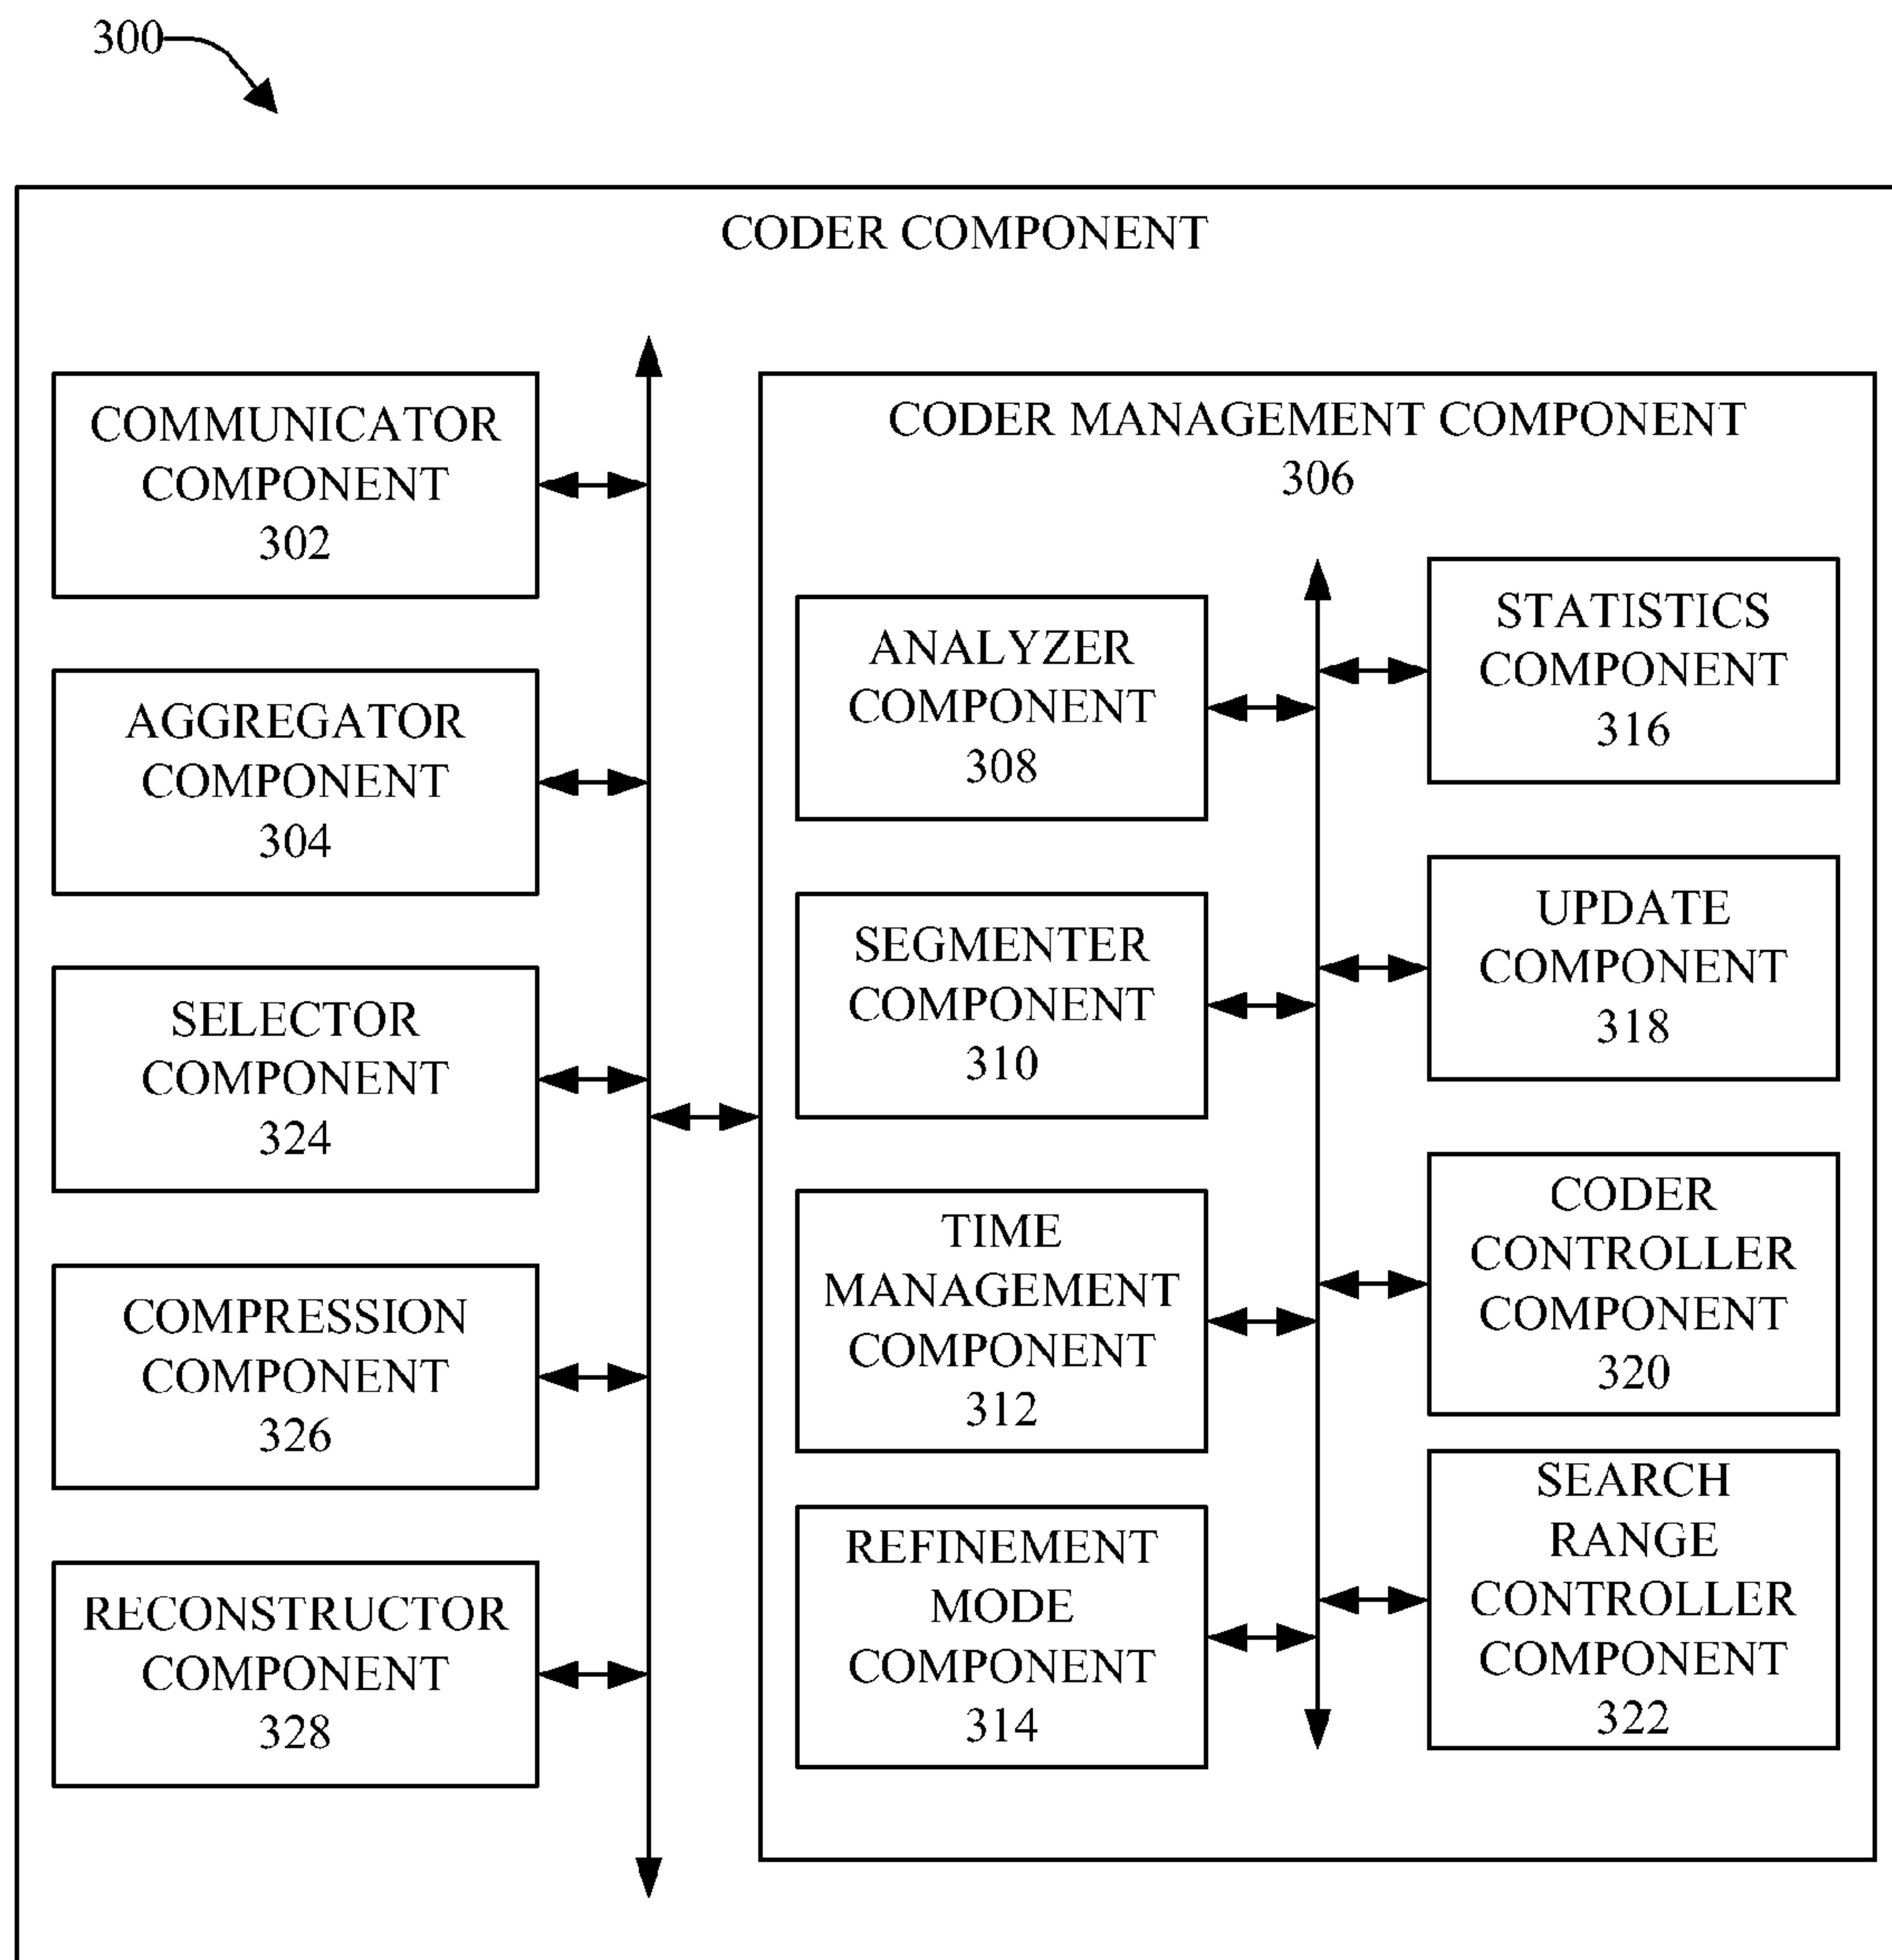 300
CODER COMPONENT
COMMUNICATOR
COMPONENT
302
AGGREGATOR
COMPONENT
304
SELECTOR
COMPONENT
324
COMPRESSION
COMPONENT
326
RECONSTRUCTOR
COMPONENT
328
CODER MANAGEMENT COMPONENT
306
ANALYZER
COMPONENT
308
SEGMENTER
COMPONENT
310
TIME
MANAGEMENT
COMPONENT
312
REFINEMENT
MODE
COMPONENT
314
STATISTICS
COMPONENT
316
UPDATE
COMPONENT
318
CODER
CONTROLLER
COMPONENT
320
SEARCH
RANGE
CONTROLLER
COMPONENT
322